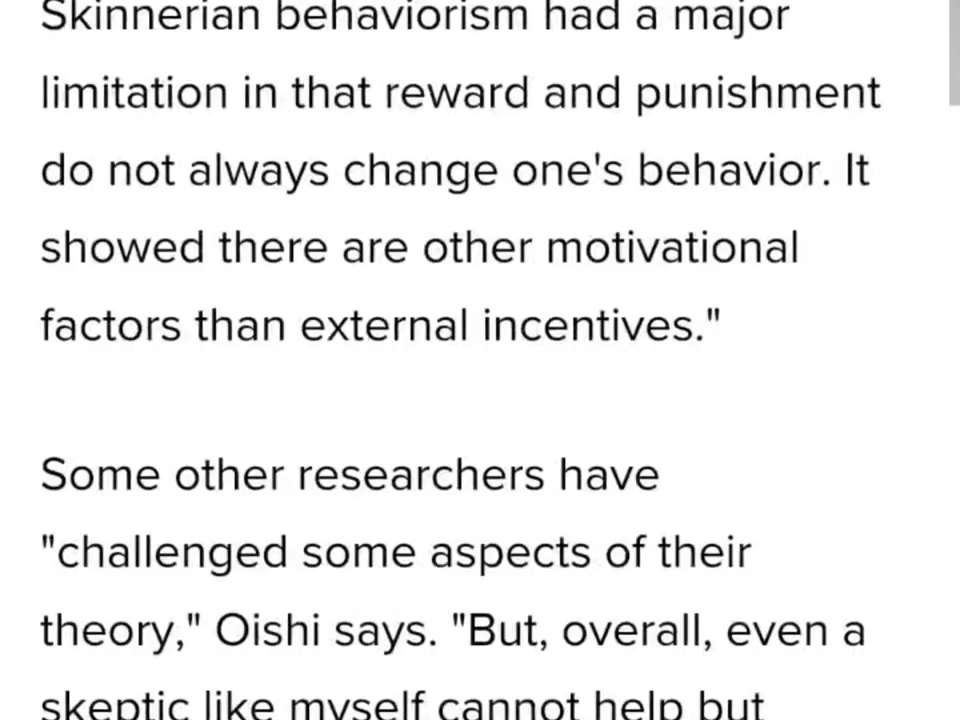 Skinnerian behaviorism had a major
limitation in that reward and punishment
do not always change one's behavior. It
showed there are other motivational
factors than external incentives."
Some other researchers have
"challenged some aspects of their
theory," Oishi says. "But, overall, even a
skeptic like myself cannot help but